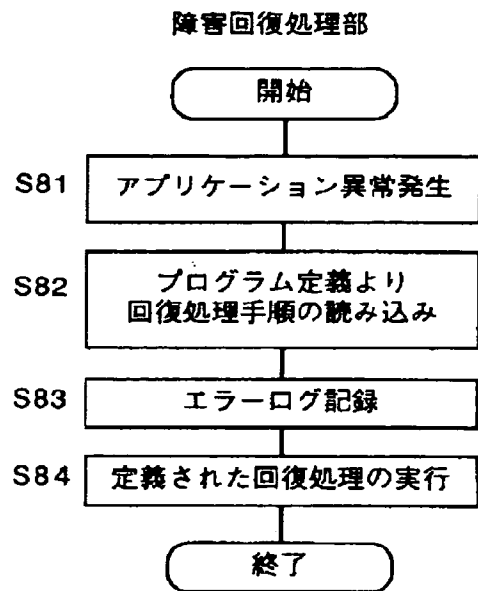 障害回復処理部
開始
S81 アプリケーション異常発生
S82 プログラム定義より
回復処理手順の読み込み
S83 エラーログ記録
S84 定義された回復処理の実行
終了